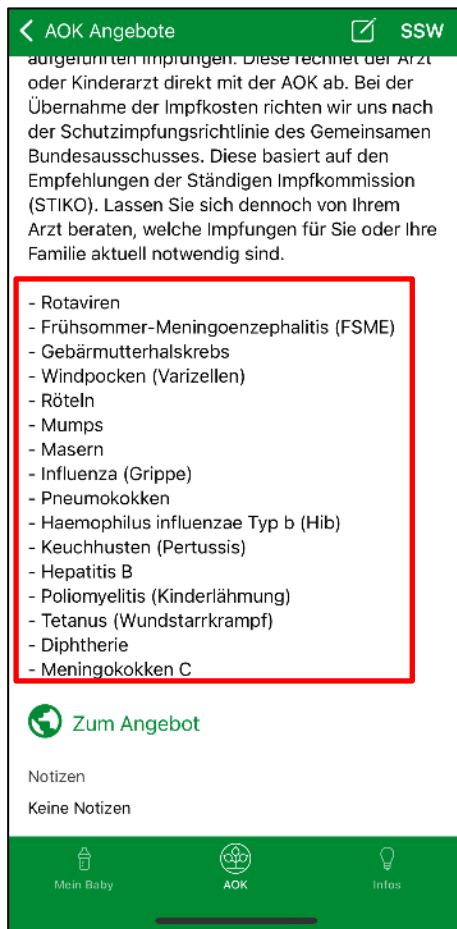 AOK Angebote
SSW
aufgeführten Impfungen. Diese rechnet der Arzt
oder Kinderarzt direkt mit der AOK ab. Bei der
Übernahme der Impfkosten richten wir uns nach
der Schutzimpfungsrichtlinie des Gemeinsamen
Bundesausschusses. Diese basiert auf den
Empfehlungen der Ständigen Impfkommission
(STIKO). Lassen Sie sich dennoch von Ihrem
Arzt beraten, welche Impfungen für Sie oder Ihre
Familie aktuell notwendig sind.
- Rotaviren
- Frühsommer-Meningoenzephalitis (FSME)
- Gebärmutterhalskrebs
- Windpocken (Varizellen)
- Röteln
- Mumps
- Masern
- Influenza (Grippe)
- Pneumokokken
- Haemophilus influenzae Typ b (Hib)
- Keuchhusten (Pertussis)
- Hepatitis B
- Poliomyelitis (Kinderlähmung)
- Tetanus (Wundstarrkrampf)
- Diphtherie
- Meningokokken C
Zum Angebot
Notizen
Keine Notizen
Mein Baby
AOK
Infos